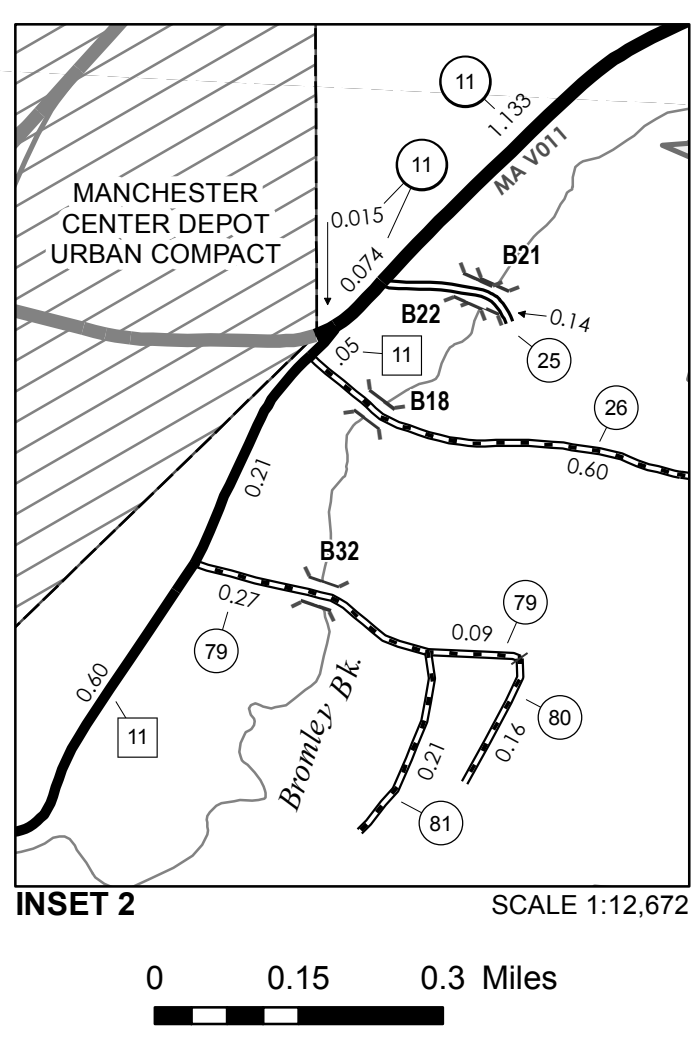 11
1.133
MA V011
11
MANCHESTER
CENTER DEPOT
URBAN COMPACT
0.015
0.074
B21
B22
0.14
25
.05
11
B18
26
0.60
0.21
B32
0.27
79
0.09
79
0.60
11
Bromley Bk.
80
0.16
0.21
81
INSET 2
SCALE 1:12,672
0 0.15 0.3 Miles